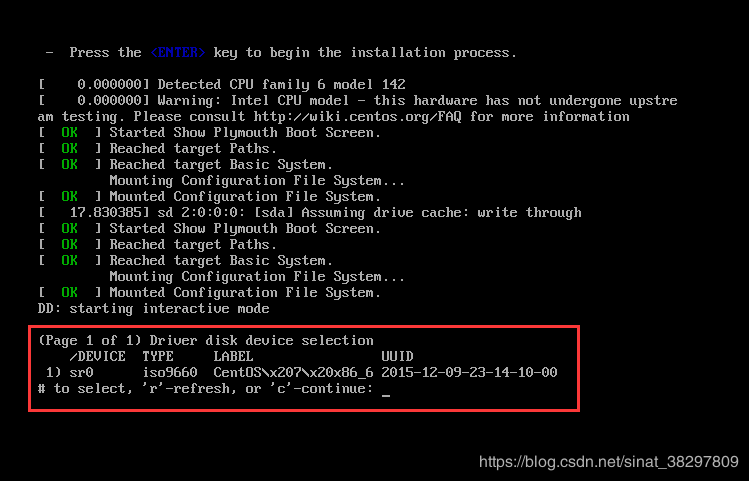 - Press the <ENTER> key to begin the installation process.
[    0.000000] Detected CPU family 6 model 142
[    0.000000] Warning: Intel CPU model - this hardware has not undergone upstre
am testing. Please consult http://wiki.centos.org/FAQ for more information
[  OK  ] Started Show Plymouth Boot Screen.
[  OK  ] Reached target Paths.
[  OK  ] Reached target Basic System.
         Mounting Configuration File System...
[  OK  ] Mounted Configuration File System.
[   17.830385] sd 2:0:0:0: [sda] Assuming drive cache: write through
[  OK  ] Started Show Plymouth Boot Screen.
[  OK  ] Reached target Paths.
[  OK  ] Reached target Basic System.
         Mounting Configuration File System...
[  OK  ] Mounted Configuration File System.
DD: starting interactive mode
(Page 1 of 1) Driver disk device selection
    /DEVICE  TYPE     LABEL               UUID
 1) sr0      iso9660  CentOS\x207\x20x86_6 2015-12-09-23-14-10-00
# to select, 'r'-refresh, or 'c'-continue: _
https://blog.csdn.net/sinat_38297809